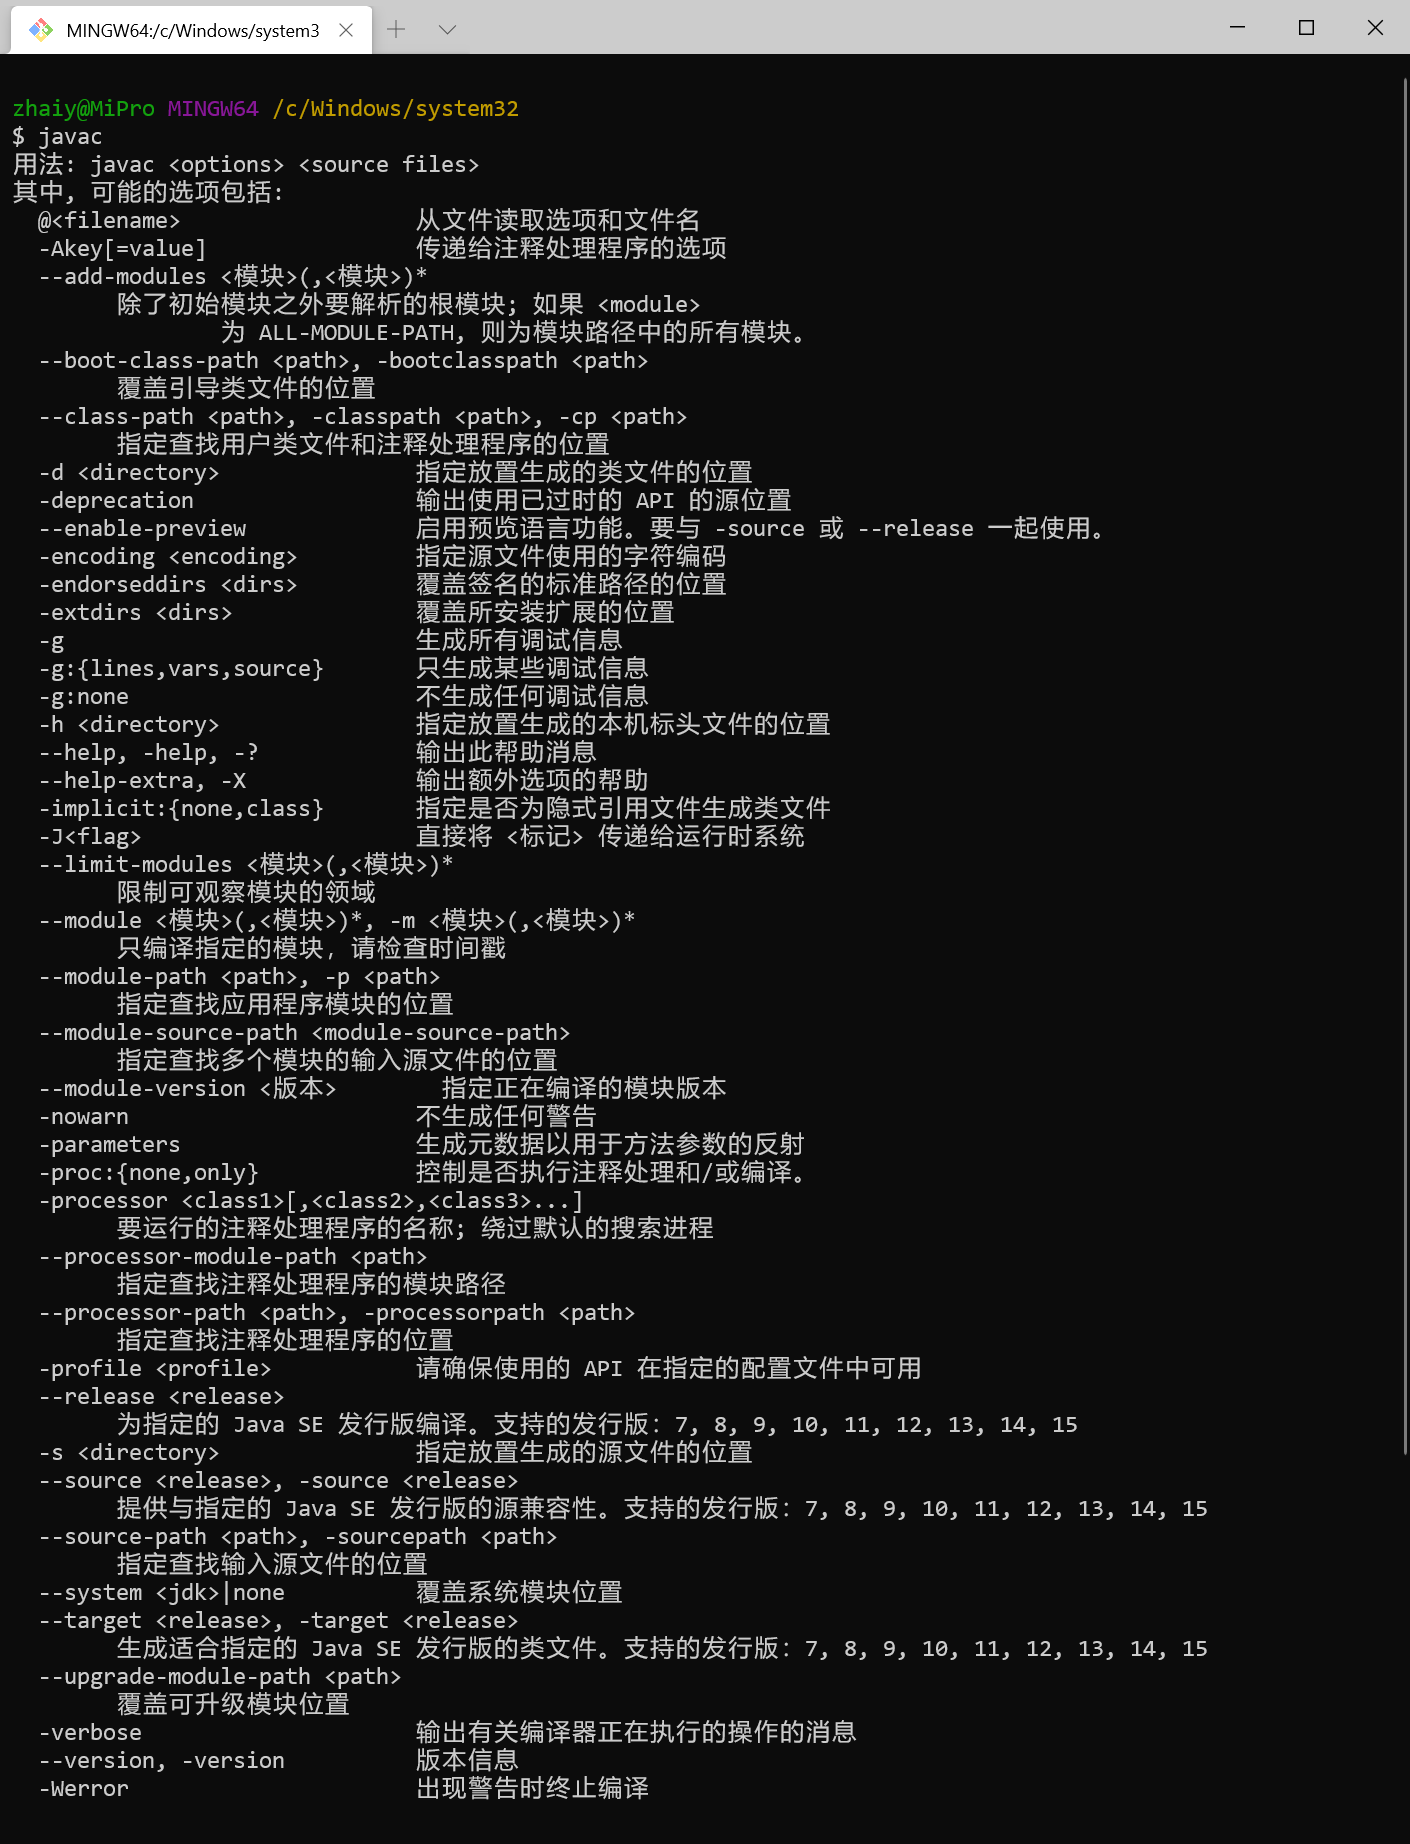 MINGW64:/c/Windows/system3
zhaiy@MiPro MINGW64 /c/Windows/system32
$ javac
用法: javac <options> <source files>
其中, 可能的选项包括:
  @<filename>                  从文件读取选项和文件名
  -Akey[=value]                传递给注释处理程序的选项
  --add-modules <模块>(,<模块>)*
        除了初始模块之外要解析的根模块; 如果 <module>
                为 ALL-MODULE-PATH, 则为模块路径中的所有模块。
  --boot-class-path <path>, -bootclasspath <path>
        覆盖引导类文件的位置
  --class-path <path>, -classpath <path>, -cp <path>
        指定查找用户类文件和注释处理程序的位置
  -d <directory>               指定放置生成的类文件的位置
  -deprecation                 输出使用已过时的 API 的源位置
  --enable-preview             启用预览语言功能。要与 -source 或 --release 一起使用。
  -encoding <encoding>         指定源文件使用的字符编码
  -endorseddirs <dirs>         覆盖签名的标准路径的位置
  -extdirs <dirs>              覆盖所安装扩展的位置
  -g                           生成所有调试信息
  -g:{lines,vars,source}       只生成某些调试信息
  -g:none                      不生成任何调试信息
  -h <directory>               指定放置生成的本机标头文件的位置
  --help, -help, -?            输出此帮助消息
  --help-extra, -X             输出额外选项的帮助
  -implicit:{none,class}       指定是否为隐式引用文件生成类文件
  -J<flag>                     直接将 <标记> 传递给运行时系统
  --limit-modules <模块>(,<模块>)*
        限制可观察模块的领域
  --module <模块>(,<模块>)*, -m <模块>(,<模块>)*
        只编译指定的模块, 请检查时间戳
  --module-path <path>, -p <path>
        指定查找应用程序模块的位置
  --module-source-path <module-source-path>
        指定查找多个模块的输入源文件的位置
  --module-version <版本>        指定正在编译的模块版本
  -nowarn                      不生成任何警告
  -parameters                  生成元数据以用于方法参数的反射
  -proc:{none,only}            控制是否执行注释处理和/或编译。
  -processor <class1>[,<class2>,<class3>...]
        要运行的注释处理程序的名称; 绕过默认的搜索进程
  --processor-module-path <path>
        指定查找注释处理程序的模块路径
  --processor-path <path>, -processorpath <path>
        指定查找注释处理程序的位置
  -profile <profile>           请确保使用的 API 在指定的配置文件中可用
  --release <release>
        为指定的 Java SE 发行版编译。支持的发行版: 7, 8, 9, 10, 11, 12, 13, 14, 15
  -s <directory>               指定放置生成的源文件的位置
  --source <release>, -source <release>
        提供与指定的 Java SE 发行版的源兼容性。支持的发行版: 7, 8, 9, 10, 11, 12, 13, 14, 15
  --source-path <path>, -sourcepath <path>
        指定查找输入源文件的位置
  --system <jdk>|none          覆盖系统模块位置
  --target <release>, -target <release>
        生成适合指定的 Java SE 发行版的类文件。支持的发行版: 7, 8, 9, 10, 11, 12, 13, 14, 15
  --upgrade-module-path <path>
        覆盖可升级模块位置
  -verbose                     输出有关编译器正在执行的操作的消息
  --version, -version          版本信息
  -Werror                      出现警告时终止编译